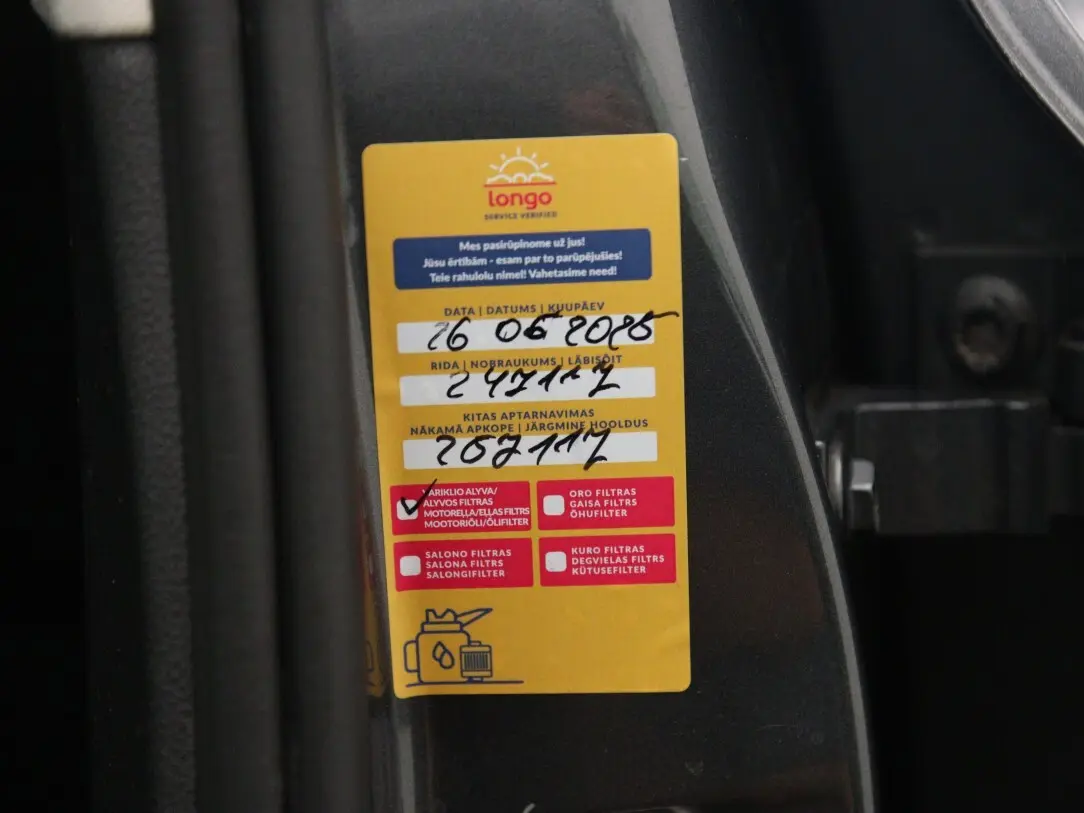 longo
SERVICE VERIFIED
Mes pasirūpinome už jus!
Jūsu ērtībām - esam par to parūpējušies!
Teie rahulolu nimel! Vahetasime need!
DATA | DATUMS | KUUPÄEV
26 06 2025
RIDA | NOBRAUKUMS | LÄBISÕIT
247117
KITAS APTARNAVIMAS
NĀKAMĀ APKOPE | JÄRGMINE HOOLDUS
257117
VARIKLIO ALYVA/
ALYVOS FILTRAS
MOTOREĻĻA/EĻĻAS FILTRS
MOOTORIÕLI/ÕLIFILTER
ORO FILTRAS
GAISA FILTRS
ÕHUFILTER
SALONO FILTRAS
SALONA FILTRS
SALONGIFILTER
KURO FILTRAS
DEGVIELAS FILTRS
KÜTUSEFILTER